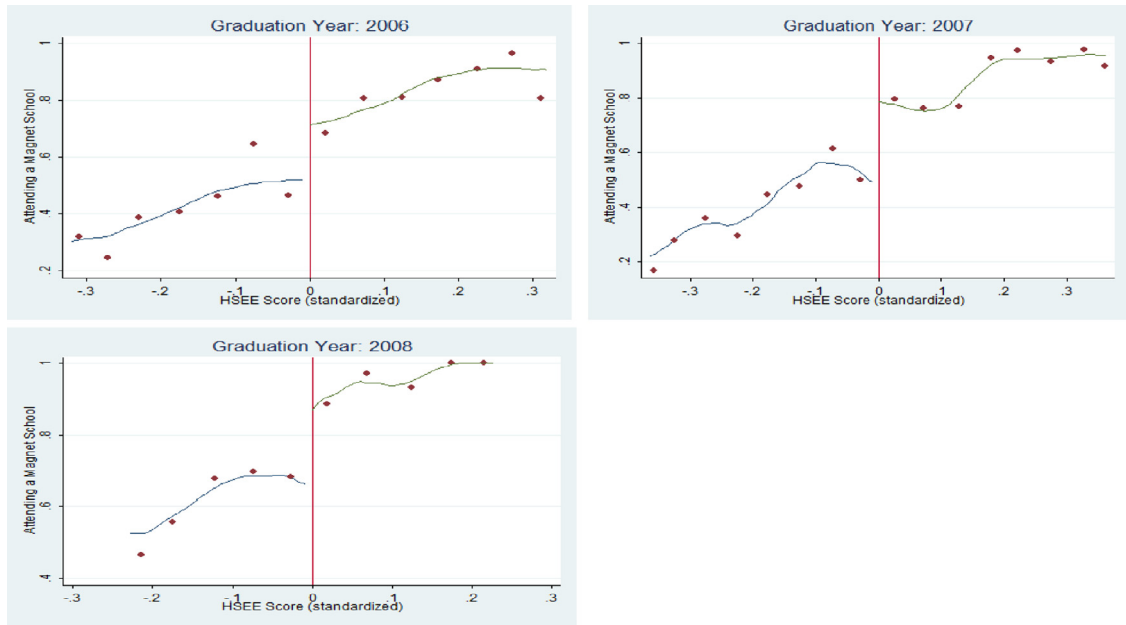 Graduation Year: 2006
Attending a Magnet School
1
.8
.6
.4
.2
-.3 -.2 -.1 0 .1 .2 .3
HSEE Score (standardized)
Graduation Year: 2007
Attending a Magnet School
1
.8
.6
.4
.2
-.3 -.2 -.1 0 .1 .2 .3
HSEE Score (standardized)
Graduation Year: 2008
Attending a Magnet School
1
.8
.6
.4
-.3 -.2 -.1 0 .1 .2 .3
HSEE Score (standardized)